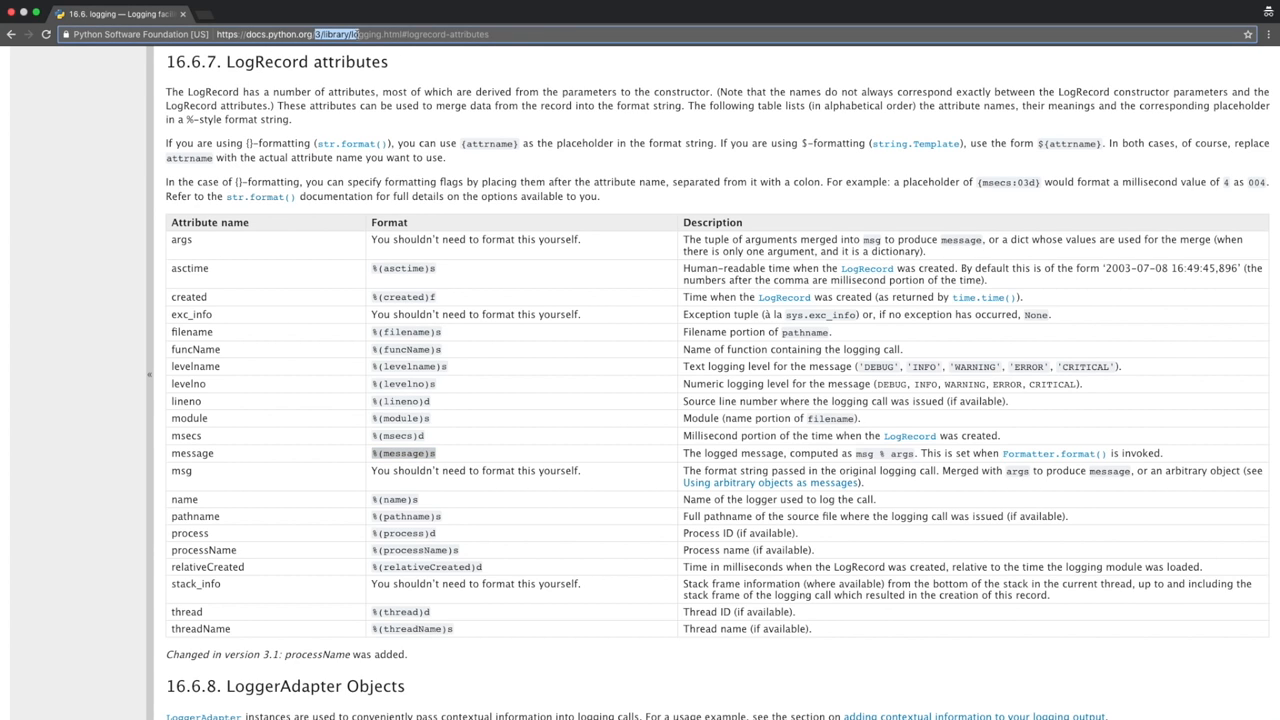 16.6. logging — Logging facil
Python Software Foundation [US] https://docs.python.org/3/library/logging.html#logrecord-attributes
16.6.7. LogRecord attributes
The LogRecord has a number of attributes, most of which are derived from the parameters to the constructor. (Note that the names do not always correspond exactly between the LogRecord constructor parameters and the
LogRecord attributes.) These attributes can be used to merge data from the record into the format string. The following table lists (in alphabetical order) the attribute names, their meanings and the corresponding placeholder
in a %-style format string.
If you are using {}-formatting (str.format()), you can use {attrname} as the placeholder in the format string. If you are using $-formatting (string.Template), use the form ${attrname}. In both cases, of course, replace
attrname with the actual attribute name you want to use.
In the case of {}-formatting, you can specify formatting flags by placing them after the attribute name, separated from it with a colon. For example: a placeholder of {msecs:03d} would format a millisecond value of 4 as 004.
Refer to the str.format() documentation for full details on the options available to you.
Attribute name Format Description
args You shouldn't need to format this yourself. The tuple of arguments merged into msg to produce message, or a dict whose values are used for the merge (when
there is only one argument, and it is a dictionary).
asctime %(asctime)s Human-readable time when the LogRecord was created. By default this is of the form '2003-07-08 16:49:45,896' (the
numbers after the comma are millisecond portion of the time).
created %(created)f Time when the LogRecord was created (as returned by time.time()).
exc_info You shouldn't need to format this yourself. Exception tuple (à la sys.exc_info) or, if no exception has occurred, None.
filename %(filename)s Filename portion of pathname.
funcName %(funcName)s Name of function containing the logging call.
levelname %(levelname)s Text logging level for the message ('DEBUG', 'INFO', 'WARNING', 'ERROR', 'CRITICAL').
levelno %(levelno)s Numeric logging level for the message (DEBUG, INFO, WARNING, ERROR, CRITICAL).
lineno %(lineno)d Source line number where the logging call was issued (if available).
module %(module)s Module (name portion of filename).
msecs %(msecs)d Millisecond portion of the time when the LogRecord was created.
message %(message)s The logged message, computed as msg % args. This is set when Formatter.format() is invoked.
msg You shouldn't need to format this yourself. The format string passed in the original logging call. Merged with args to produce message, or an arbitrary object (see
Using arbitrary objects as messages).
name %(name)s Name of the logger used to log the call.
pathname %(pathname)s Full pathname of the source file where the logging call was issued (if available).
process %(process)d Process ID (if available).
processName %(processName)s Process name (if available).
relativeCreated %(relativeCreated)d Time in milliseconds when the LogRecord was created, relative to the time the logging module was loaded.
stack_info You shouldn't need to format this yourself. Stack frame information (where available) from the bottom of the stack in the current thread, up to and including the
stack frame of the logging call which resulted in the creation of this record.
thread %(thread)d Thread ID (if available).
threadName %(threadName)s Thread name (if available).
Changed in version 3.1: processName was added.
16.6.8. LoggerAdapter Objects
LoggerAdapter instances are used to conveniently pass contextual information into logging calls. For a usage example, see the section on adding contextual information to your logging output.